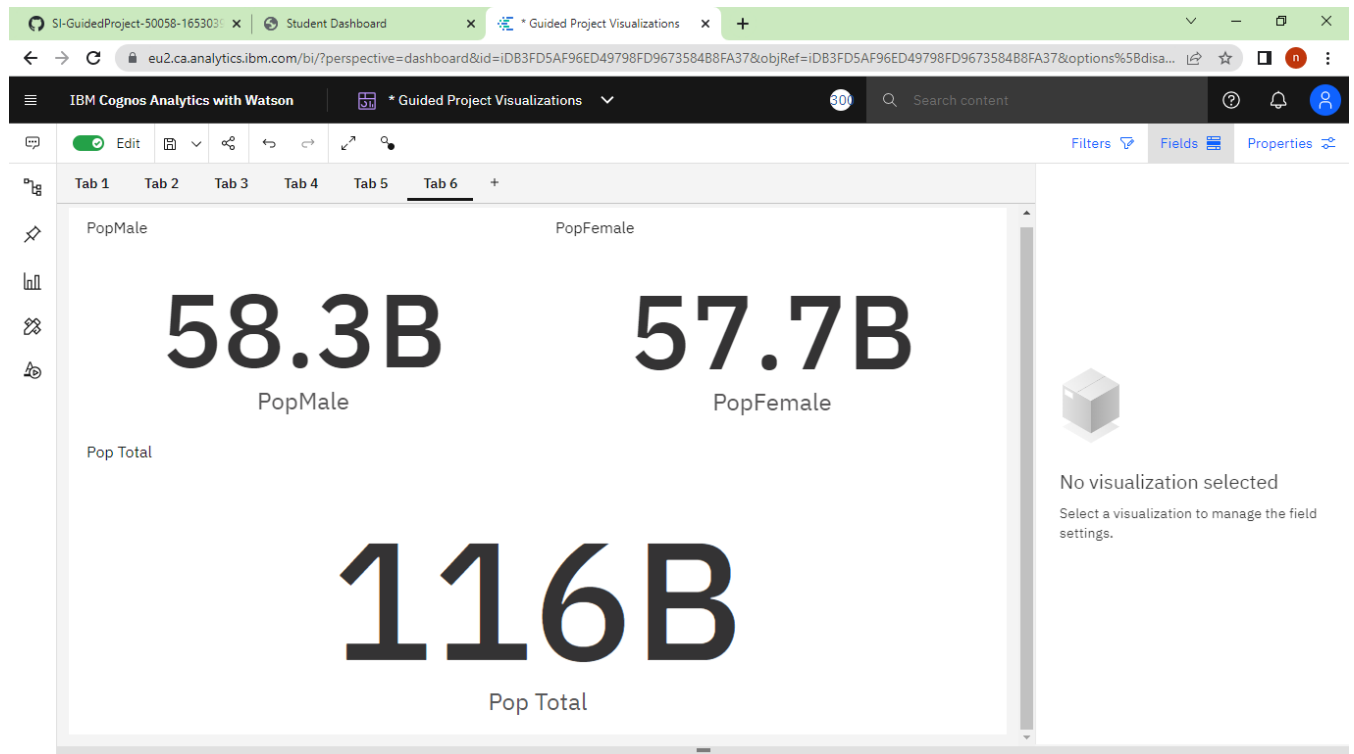 SI-GuidedProject-50058-165303
Student Dashboard
* Guided Project Visualizations
eu2.ca.analytics.ibm.com/bi/?perspective=dashboard&id=iDB3FD5AF96ED49798FD9673584B8FA37&objRef=iDB3FD5AF96ED49798FD9673584B8FA37&options%5Bdisa...
n
IBM Cognos Analytics with Watson
* Guided Project Visualizations
300
Search content
Edit
Filters
Fields
Properties
Tab 1 Tab 2 Tab 3 Tab 4 Tab 5 Tab 6 +
PopMale
PopFemale
58.3B
57.7B
PopMale
PopFemale
Pop Total
116B
Pop Total
No visualization selected
Select a visualization to manage the field
settings.